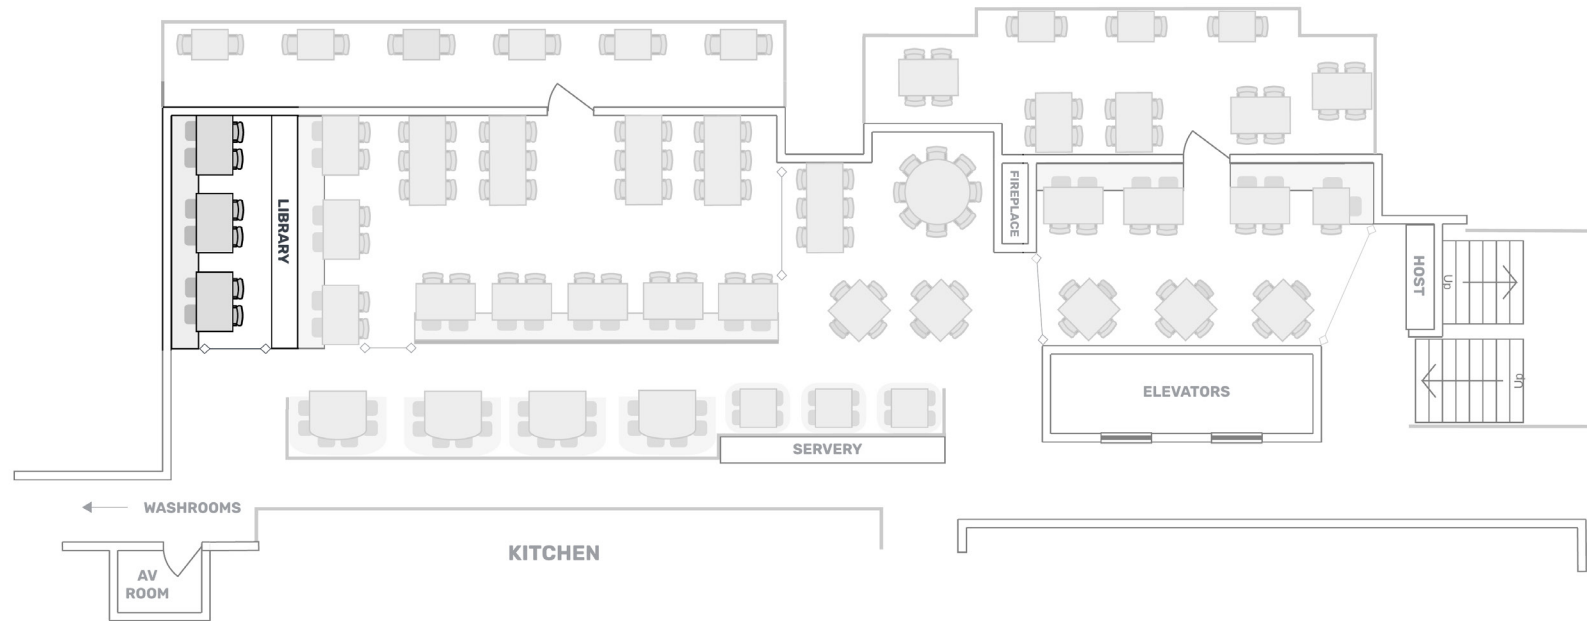 LIBRARY
FIREPLACE
HOST
Up
Up
ELEVATORS
SERVERY
WASHROOMS
KITCHEN
AV
ROOM